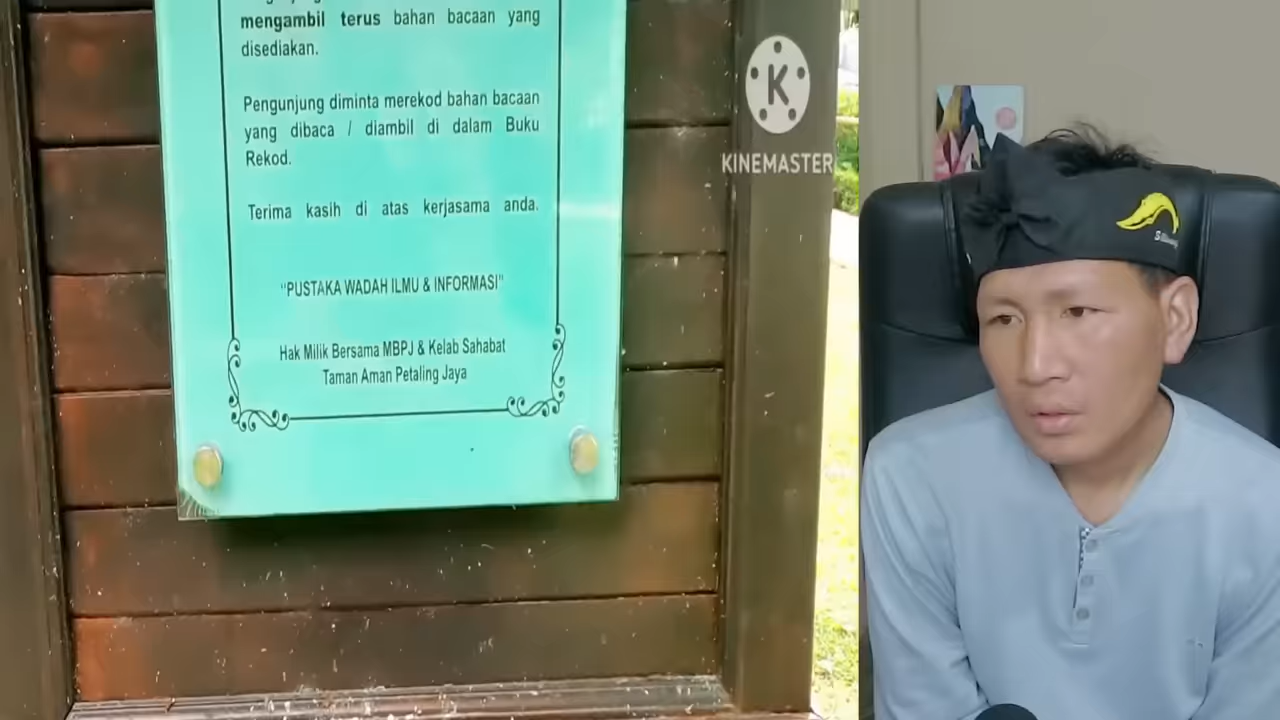 mengambil terus bahan bacaan yang
disediakan.
Pengunjung diminta merekod bahan bacaan
yang dibaca / diambil di dalam Buku
Rekod.
Terima kasih di atas kerjasama anda.
"PUSTAKA WADAH ILMU & INFORMASI"
Hak Milik Bersama MBPJ & Kelab Sahabat
Taman Aman Petaling Jaya
K
KINEMASTER